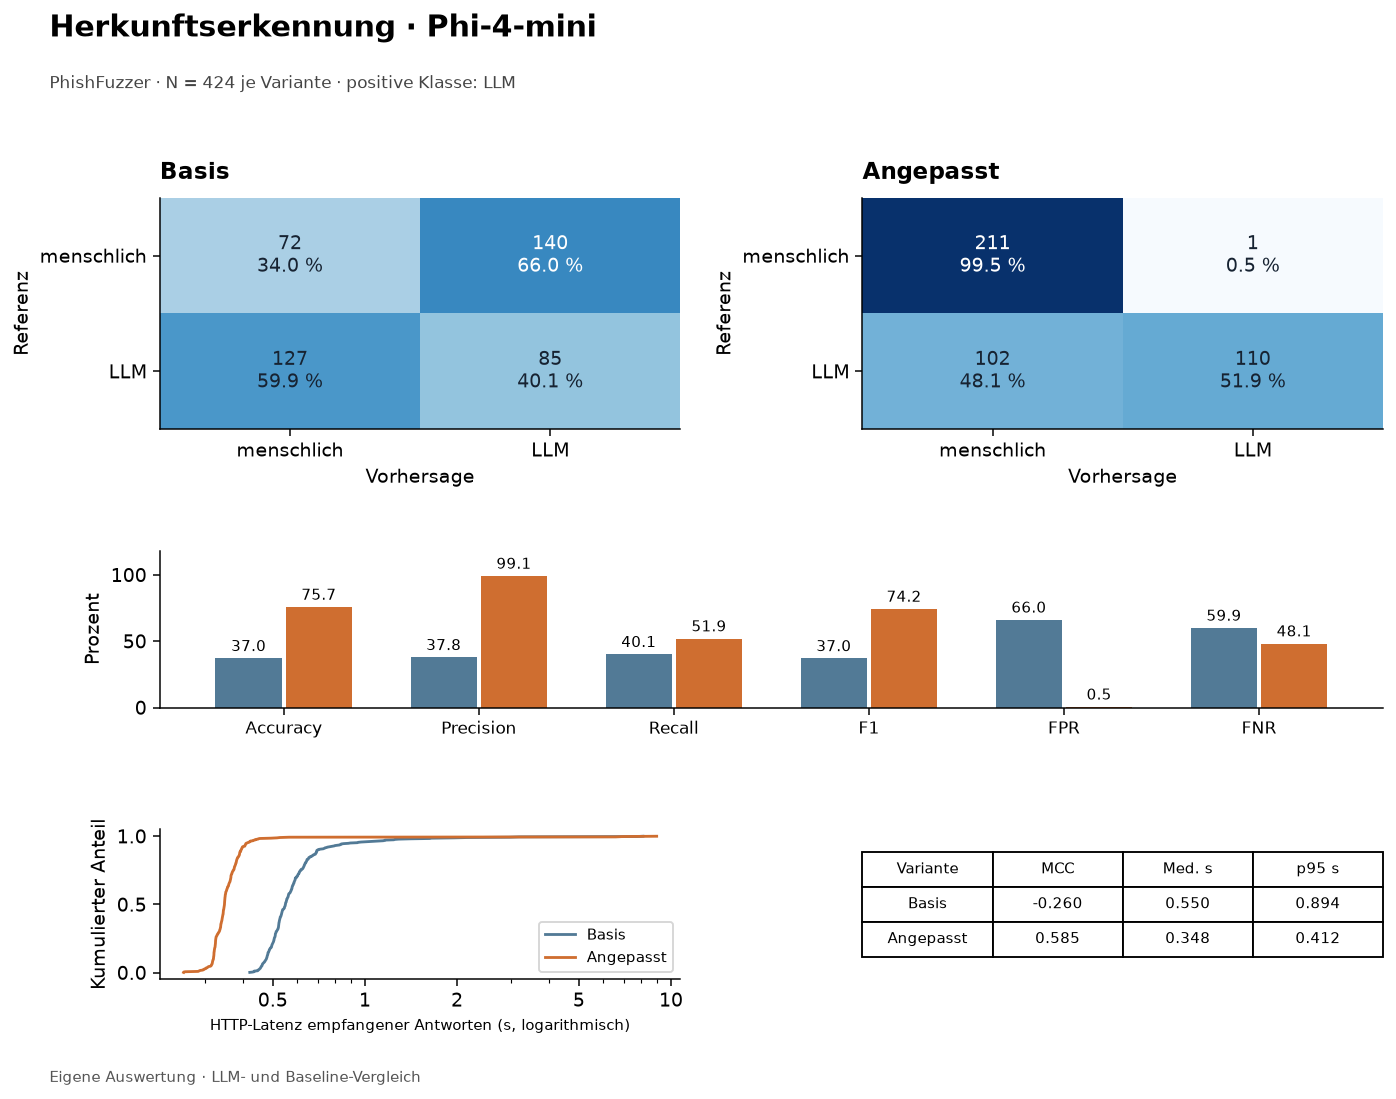 Herkunftserkennung · Phi-4-mini
PhishFuzzer · N = 424 je Variante · positive Klasse: LLM
Basis
Referenz
menschlich
72
34.0 %
140
66.0 %
LLM
127
59.9 %
85
40.1 %
menschlich
LLM
Vorhersage
Angepasst
Referenz
menschlich
211
99.5 %
1
0.5 %
LLM
102
48.1 %
110
51.9 %
menschlich
LLM
Vorhersage
Prozent
100
50
0
37.0
75.7
37.8
99.1
40.1
51.9
37.0
74.2
66.0
0.5
59.9
48.1
Accuracy
Precision
Recall
F1
FPR
FNR
Kumulierter Anteil
1.0
0.5
0.0
Basis
Angepasst
0.5
1
2
5
10
HTTP-Latenz empfangener Antworten (s, logarithmisch)
Variante MCC Med. s p95 s
Basis -0.260 0.550 0.894
Angepasst 0.585 0.348 0.412
Eigene Auswertung · LLM- und Baseline-Vergleich